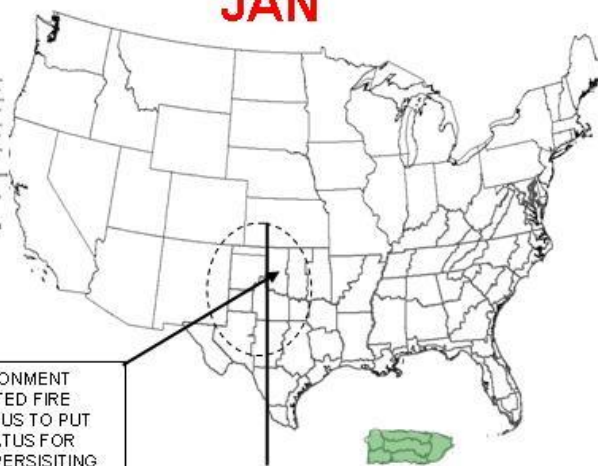 JAN
ONMENT
TED FIRE
US TO PUT
ATUS FOR
PERSISITING